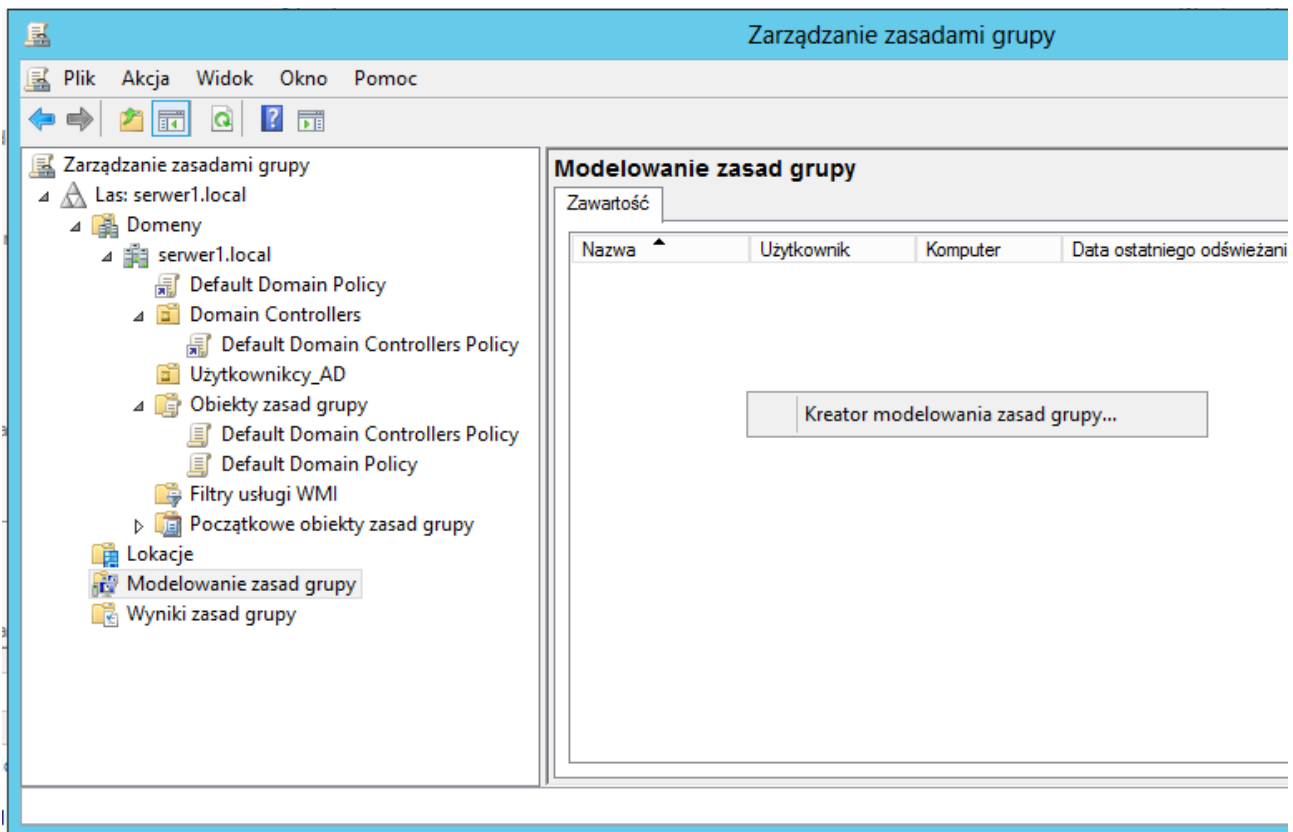 Zarządzanie zasadami grupy
Plik Akcja Widok Okno Pomoc
Zarządzanie zasadami grupy
Las: serwer1.local
Domeny
serwer1.local
Default Domain Policy
Domain Controllers
Default Domain Controllers Policy
Użytkownikcy_AD
Obiekty zasad grupy
Default Domain Controllers Policy
Default Domain Policy
Filtry usługi WMI
Początkowe obiekty zasad grupy
Lokacje
Modelowanie zasad grupy
Wyniki zasad grupy
Modelowanie zasad grupy
Zawartość
Nazwa Użytkownik Komputer Data ostatniego odświeżani
Kreator modelowania zasad grupy...